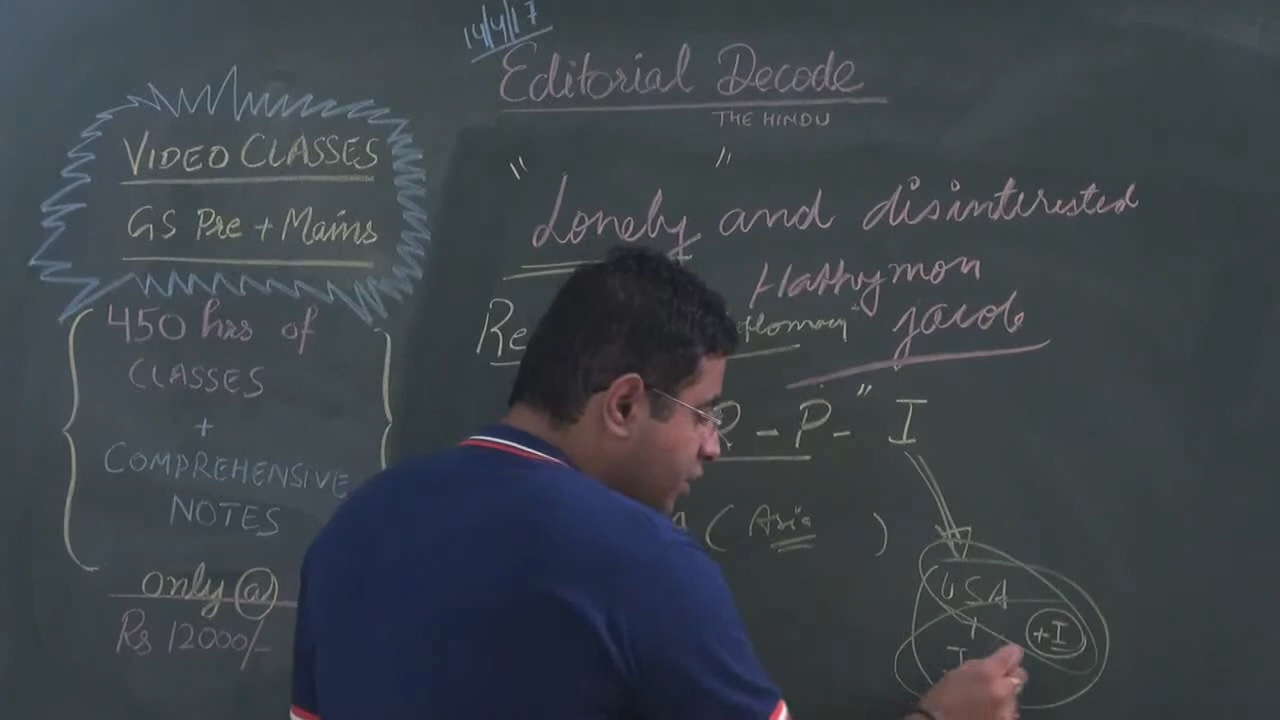 14/4/17
Editorial Decode
THE HINDU
VIDEO CLASSES
GS Pre + Mains
450 hrs of
CLASSES
+
COMPREHENSIVE
NOTES
only @
Rs 12000/-
" "
Lonely and disinterested
Happymon
Jacob
R - P - " I
( Asia )
USA
+
+I